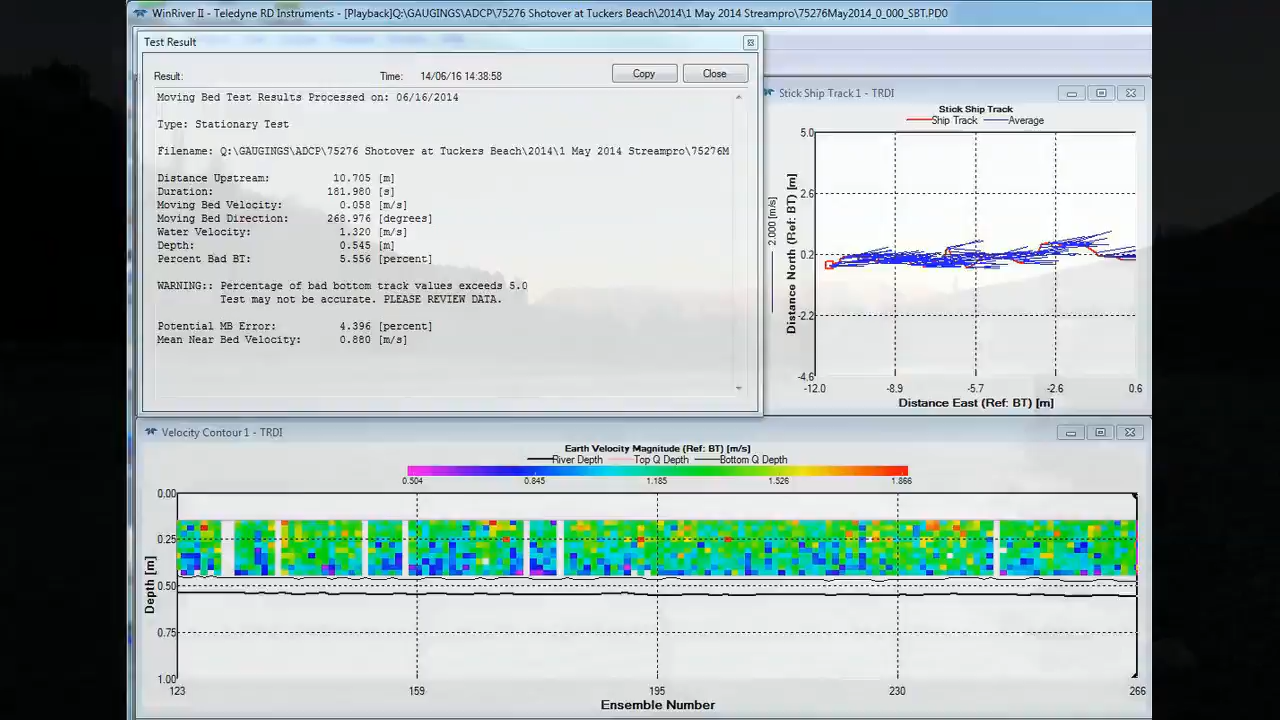 WinRiver II - Teledyne RD Instruments - [Playback]Q:\GAUGINGS\ADCP\75276 Shotover at Tuckers Beach\2014\1 May 2014 Streampro\75276May2014_0_000_SBT.PD0
Test Result
Result:
Time: 14/06/16 14:38:58
Copy
Close
Moving Bed Test Results Processed on: 06/16/2014
Type: Stationary Test
Filename: Q:\GAUGINGS\ADCP\75276 Shotover at Tuckers Beach\2014\1 May 2014 Streampro\75276M
Distance Upstream: 10.705 [m]
Duration: 181.980 [s]
Moving Bed Velocity: 0.058 [m/s]
Moving Bed Direction: 268.976 [degrees]
Water Velocity: 1.320 [m/s]
Depth: 0.545 [m]
Percent Bad BT: 5.556 [percent]
WARNING:: Percentage of bad bottom track values exceeds 5.0
Test may not be accurate. PLEASE REVIEW DATA.
Potential MB Error: 4.396 [percent]
Mean Near Bed Velocity: 0.880 [m/s]
Stick Ship Track 1 - TRDI
Stick Ship Track
Ship Track
Average
2.000 [m/s]
Distance North (Ref: BT) [m]
5.0
2.6
0.2
-2.2
-4.6
-12.0
-8.9
-5.7
-2.6
0.6
Distance East (Ref: BT) [m]
Velocity Contour 1 - TRDI
Earth Velocity Magnitude (Ref: BT) [m/s]
River Depth
Top Q Depth
Bottom Q Depth
0.504
0.845
1.185
1.526
1.866
Depth [m]
0.00
0.25
0.50
0.75
1.00
123
159
195
230
266
Ensemble Number